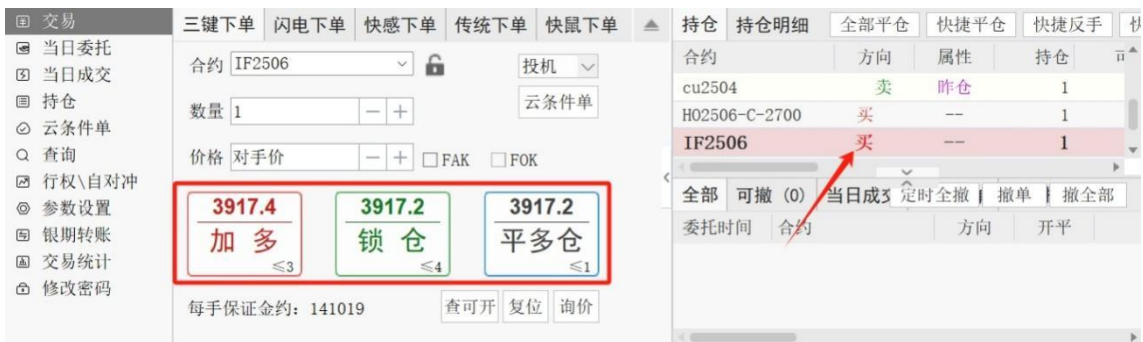 交易
当日委托
当日成交
持仓
云条件单
查询
行权\自对冲
参数设置
银期转账
交易统计
修改密码
三键下单 闪电下单 快感下单 传统下单 快鼠下单
合约 IF2506 投机
数量 1 云条件单
价格 对手价 FAK FOK
3917.4 3917.2 3917.2
加 多 锁 仓 平多仓
≤3 ≤4 ≤1
每手保证金约: 141019 查可开 复位 询价
持仓 持仓明细 全部平仓 快捷平仓 快捷反手
合约 方向 属性 持仓
cu2504 卖 昨仓 1
HO2506-C-2700 买 -- 1
IF2506 买 -- 1
全部 可撤 (0) 当日成交 定时全撤 撤单 撤全部
委托时间 合约 方向 开平